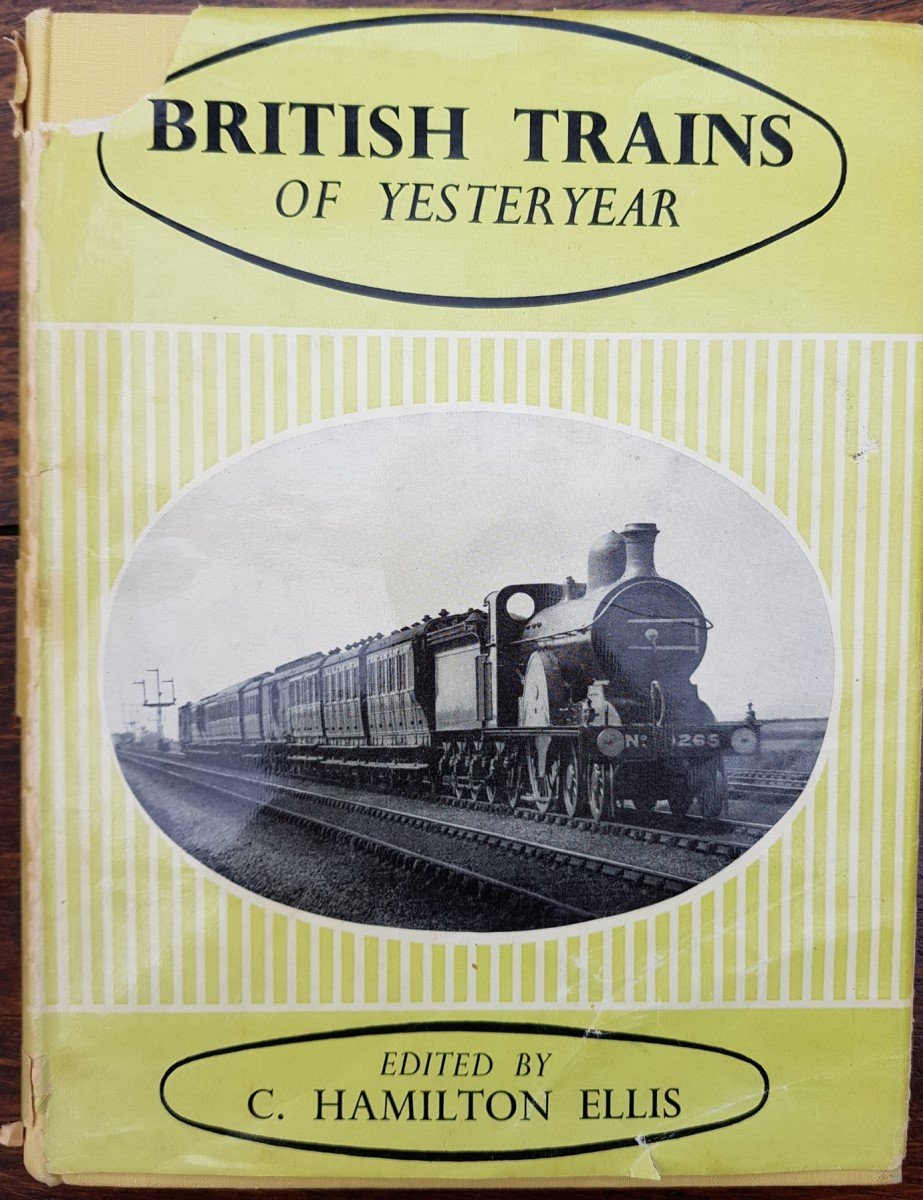 BRITISH TRAINS
OF YESTERYEAR
Nº 1265
EDITED BY
C. HAMILTON ELLIS